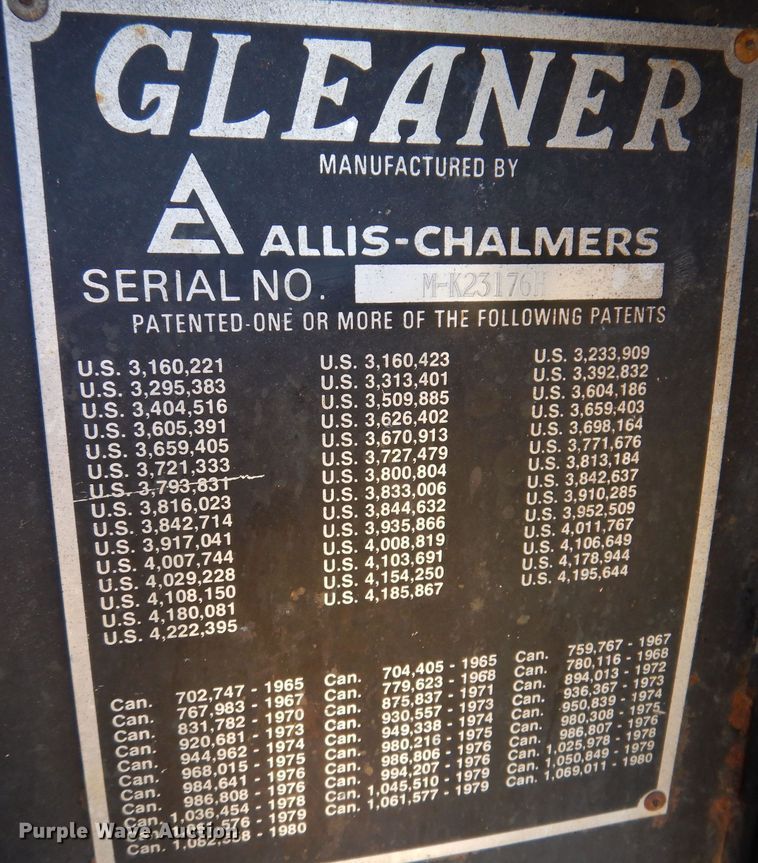 GLEANER
MANUFACTURED BY
ALLIS-CHALMERS
SERIAL NO. M-K23176H
PATENTED-ONE OR MORE OF THE FOLLOWING PATENTS
U.S. 3,160,221
U.S. 3,295,383
U.S. 3,404,516
U.S. 3,605,391
U.S. 3,659,405
U.S. 3,721,333
U.S. 3,793,831
U.S. 3,816,023
U.S. 3,842,714
U.S. 3,917,041
U.S. 4,007,744
U.S. 4,029,228
U.S. 4,108,150
U.S. 4,180,081
U.S. 4,222,395
U.S. 3,160,423
U.S. 3,313,401
U.S. 3,509,885
U.S. 3,626,402
U.S. 3,670,913
U.S. 3,727,479
U.S. 3,800,804
U.S. 3,833,006
U.S. 3,844,632
U.S. 3,935,866
U.S. 4,008,819
U.S. 4,103,691
U.S. 4,154,250
U.S. 4,185,867
U.S. 3,233,909
U.S. 3,392,832
U.S. 3,604,186
U.S. 3,659,403
U.S. 3,698,164
U.S. 3,771,676
U.S. 3,813,184
U.S. 3,842,637
U.S. 3,910,285
U.S. 3,952,509
U.S. 4,011,767
U.S. 4,106,649
U.S. 4,178,944
U.S. 4,195,644
Can. 702,747 - 1965
Can. 767,983 - 1967
Can. 831,782 - 1970
Can. 920,681 - 1973
Can. 944,962 - 1974
Can. 968,015 - 1975
Can. 984,641 - 1976
Can. 986,808 - 1976
Can. 1,036,454 - 1978
576 - 1979
Can. 1,082,558 - 1980
Can. 704,405 - 1965
Can. 779,623 - 1968
Can. 875,837 - 1971
Can. 930,557 - 1973
Can. 949,338 - 1974
Can. 980,216 - 1975
Can. 986,806 - 1976
Can. 994,207 - 1976
Can. 1,045,510 - 1979
Can. 1,061,577 - 1979
Can. 759,767 - 1967
Can. 780,116 - 1968
Can. 894,013 - 1972
Can. 936,367 - 1973
Can. 950,839 - 1974
Can. 980,308 - 1975
Can. 986,807 - 1976
Can. 1,025,978 - 1978
Can. 1,050,849 - 1979
Can. 1,069,011 - 1980
Purple Wave Auction